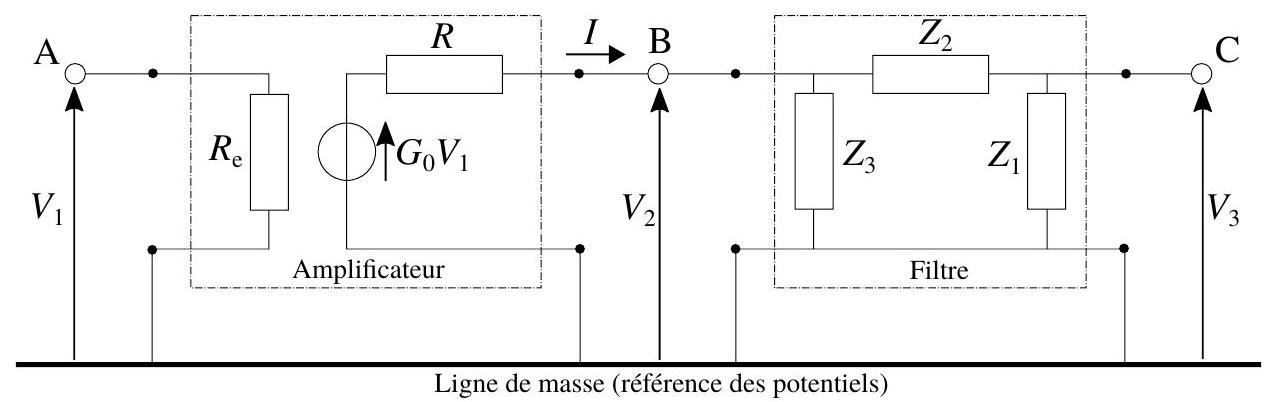 A
R
I
B
Z2
C
Re
G0V1
Z3
Z1
V1
V2
V3
Amplificateur
Filtre
Ligne de masse (référence des potentiels)